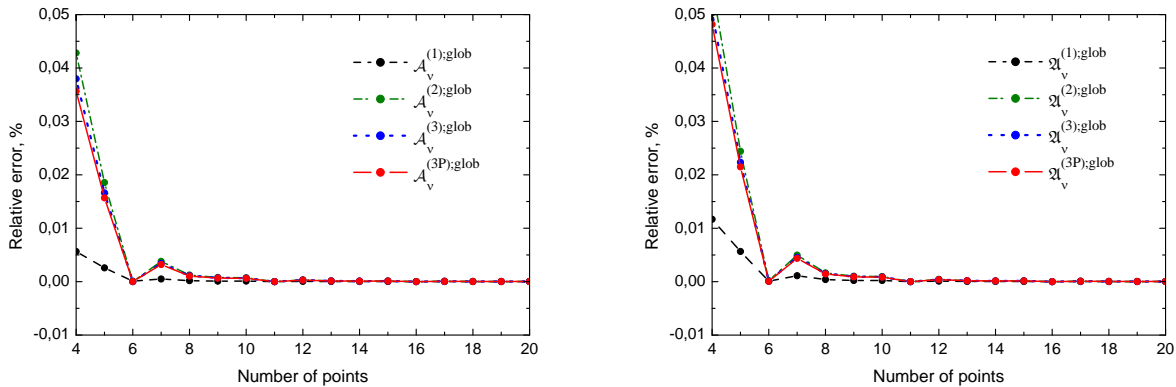 0,05
0,04
0,03
0,02
0,01
0,00
-0,01
Relative error, %
4 6 8 10 12 14 16 18 20
Number of points
𝒜ν(1);glob
𝒜ν(2);glob
𝒜ν(3);glob
𝒜ν(3P);glob
0,05
0,04
0,03
0,02
0,01
0,00
-0,01
Relative error, %
4 6 8 10 12 14 16 18 20
Number of points
𝔄ν(1);glob
𝔄ν(2);glob
𝔄ν(3);glob
𝔄ν(3P);glob